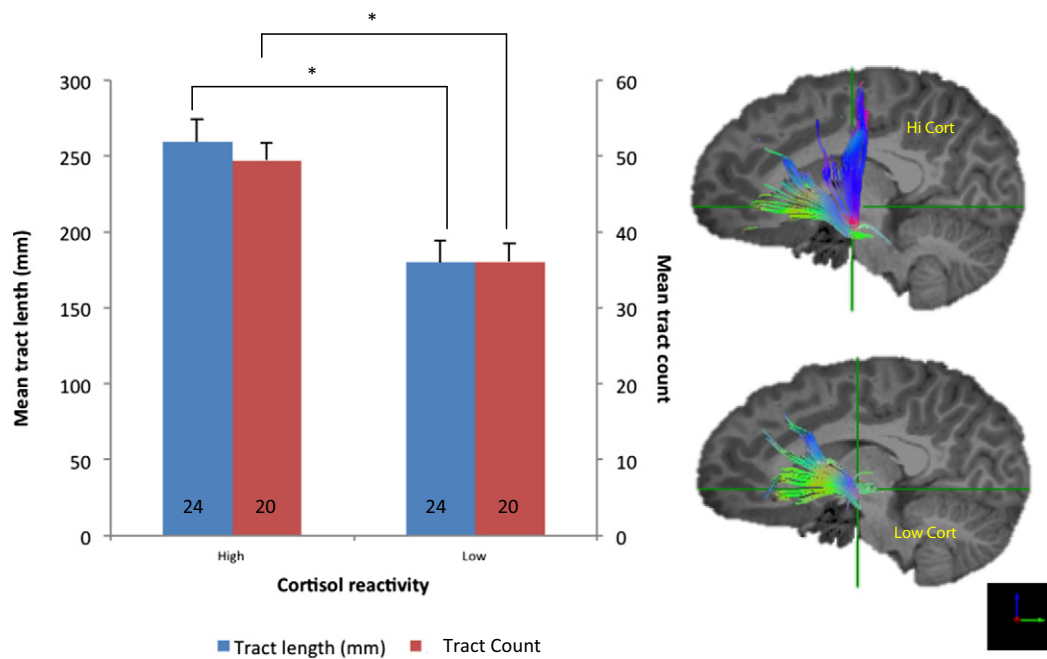 *
*
300
250
200
150
100
50
0
Mean tract lenth (mm)
60
50
40
30
20
10
0
Mean tract count
24
20
24
20
High
Low
Cortisol reactivity
Tract length (mm)
Tract Count
Hi Cort
Low Cort